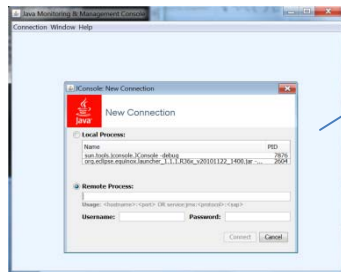 Java Monitoring & Management Console
Connection Window Help
JConsole: New Connection
Java
New Connection
Local Process:
Name PID
sun.tools.jconsole.JConsole -debug 7876
org.eclipse.equinox.launcher_1.1.1.R36x_v20101122_1400.jar -... 2604
Remote Process:
Usage: <hostname>:<port> OR service:jmx:<protocol>:<sap>
Username: Password:
Connect Cancel